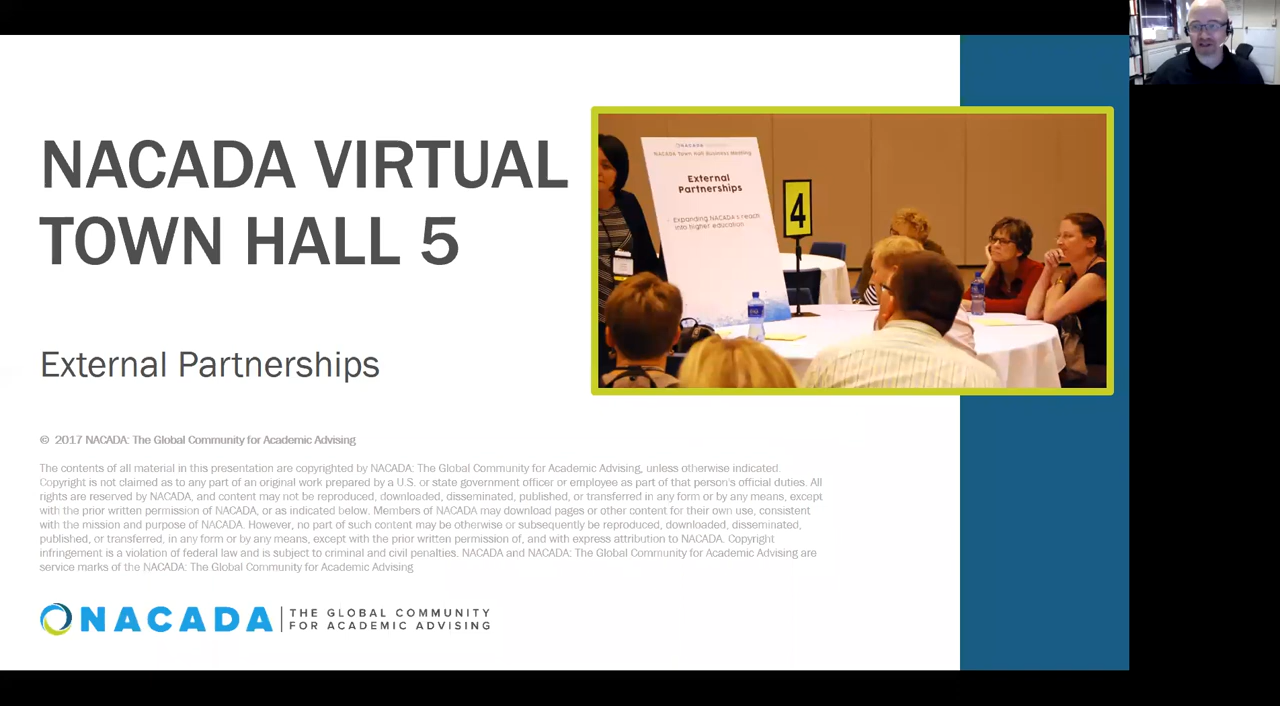 NACADA VIRTUAL
TOWN HALL 5
External Partnerships
NACADA
NACADA Town Hall Business Meeting
External
Partnerships
Expanding NACADA's reach
into higher education
4
© 2017 NACADA: The Global Community for Academic Advising
The contents of all material in this presentation are copyrighted by NACADA: The Global Community for Academic Advising, unless otherwise indicated.
Copyright is not claimed as to any part of an original work prepared by a U.S. or state government officer or employee as part of that person's official duties. All
rights are reserved by NACADA, and content may not be reproduced, downloaded, disseminated, published, or transferred in any form or by any means, except
with the prior written permission of NACADA, or as indicated below. Members of NACADA may download pages or other content for their own use, consistent
with the mission and purpose of NACADA. However, no part of such content may be otherwise or subsequently be reproduced, downloaded, disseminated,
published, or transferred, in any form or by any means, except with the prior written permission of, and with express attribution to NACADA. Copyright
infringement is a violation of federal law and is subject to criminal and civil penalties. NACADA and NACADA: The Global Community for Academic Advising are
service marks of the NACADA: The Global Community for Academic Advising
NACADA
THE GLOBAL COMMUNITY
FOR ACADEMIC ADVISING